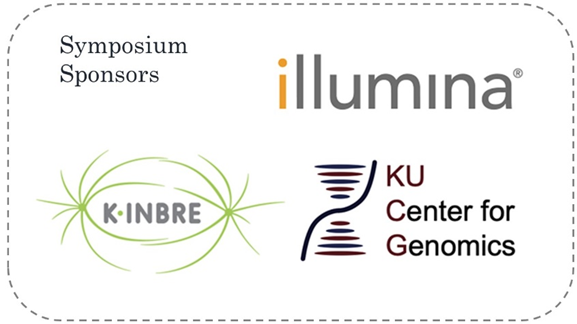 Symposium
Sponsors
illumina®
K·INBRE
KU
Center for
Genomics